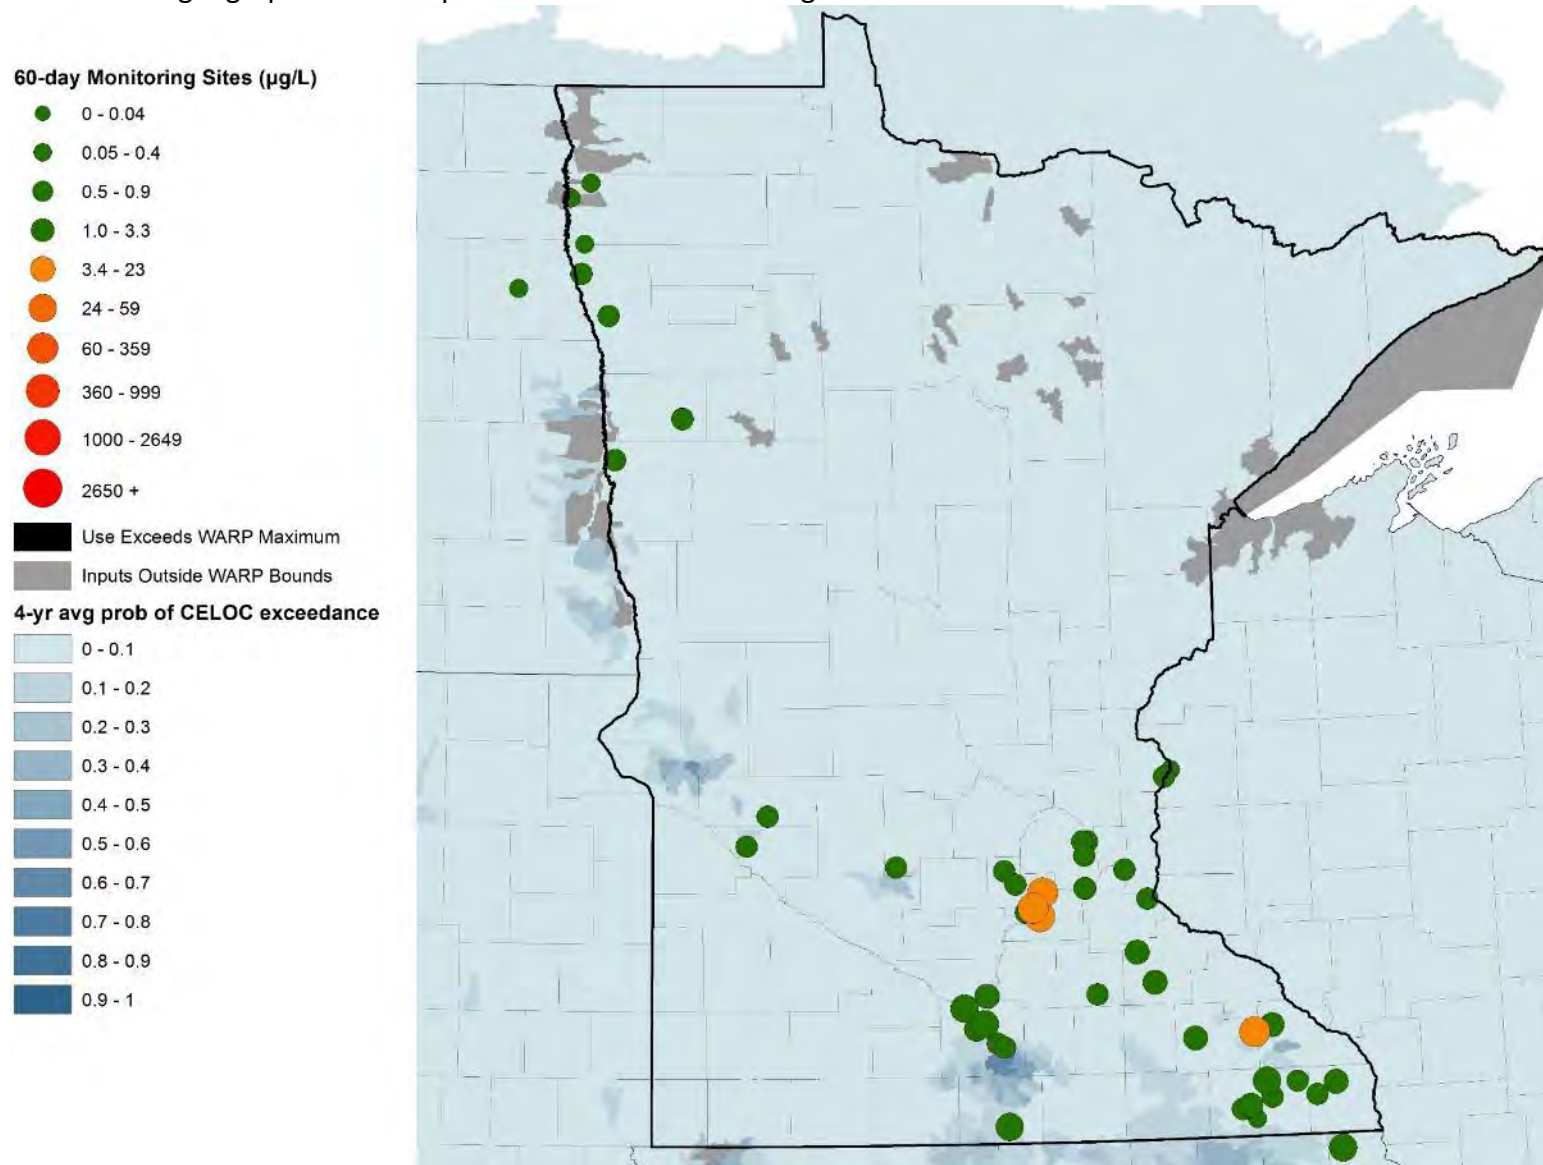 60-day Monitoring Sites (µg/L)
0 - 0.04
0.05 - 0.4
0.5 - 0.9
1.0 - 3.3
3.4 - 23
24 - 59
60 - 359
360 - 999
1000 - 2649
2650 +
Use Exceeds WARP Maximum
Inputs Outside WARP Bounds
4-yr avg prob of CELOC exceedance
0 - 0.1
0.1 - 0.2
0.2 - 0.3
0.3 - 0.4
0.4 - 0.5
0.5 - 0.6
0.6 - 0.7
0.7 - 0.8
0.8 - 0.9
0.9 - 1